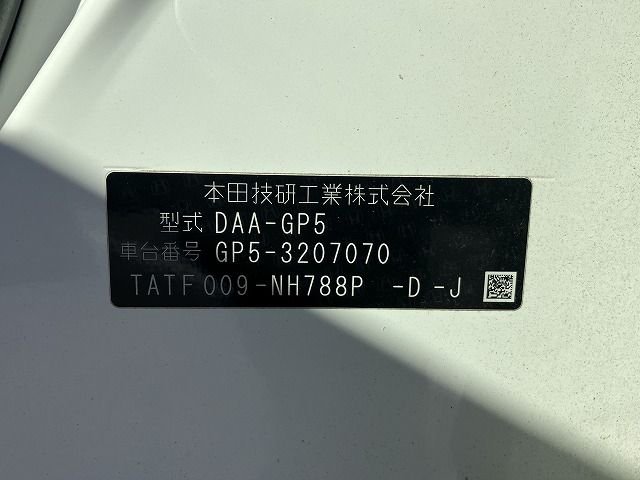 本田技研工業株式会社
型式 DAA-GP5
車台番号 GP5-3207070
TATF009-NH788P -D-J